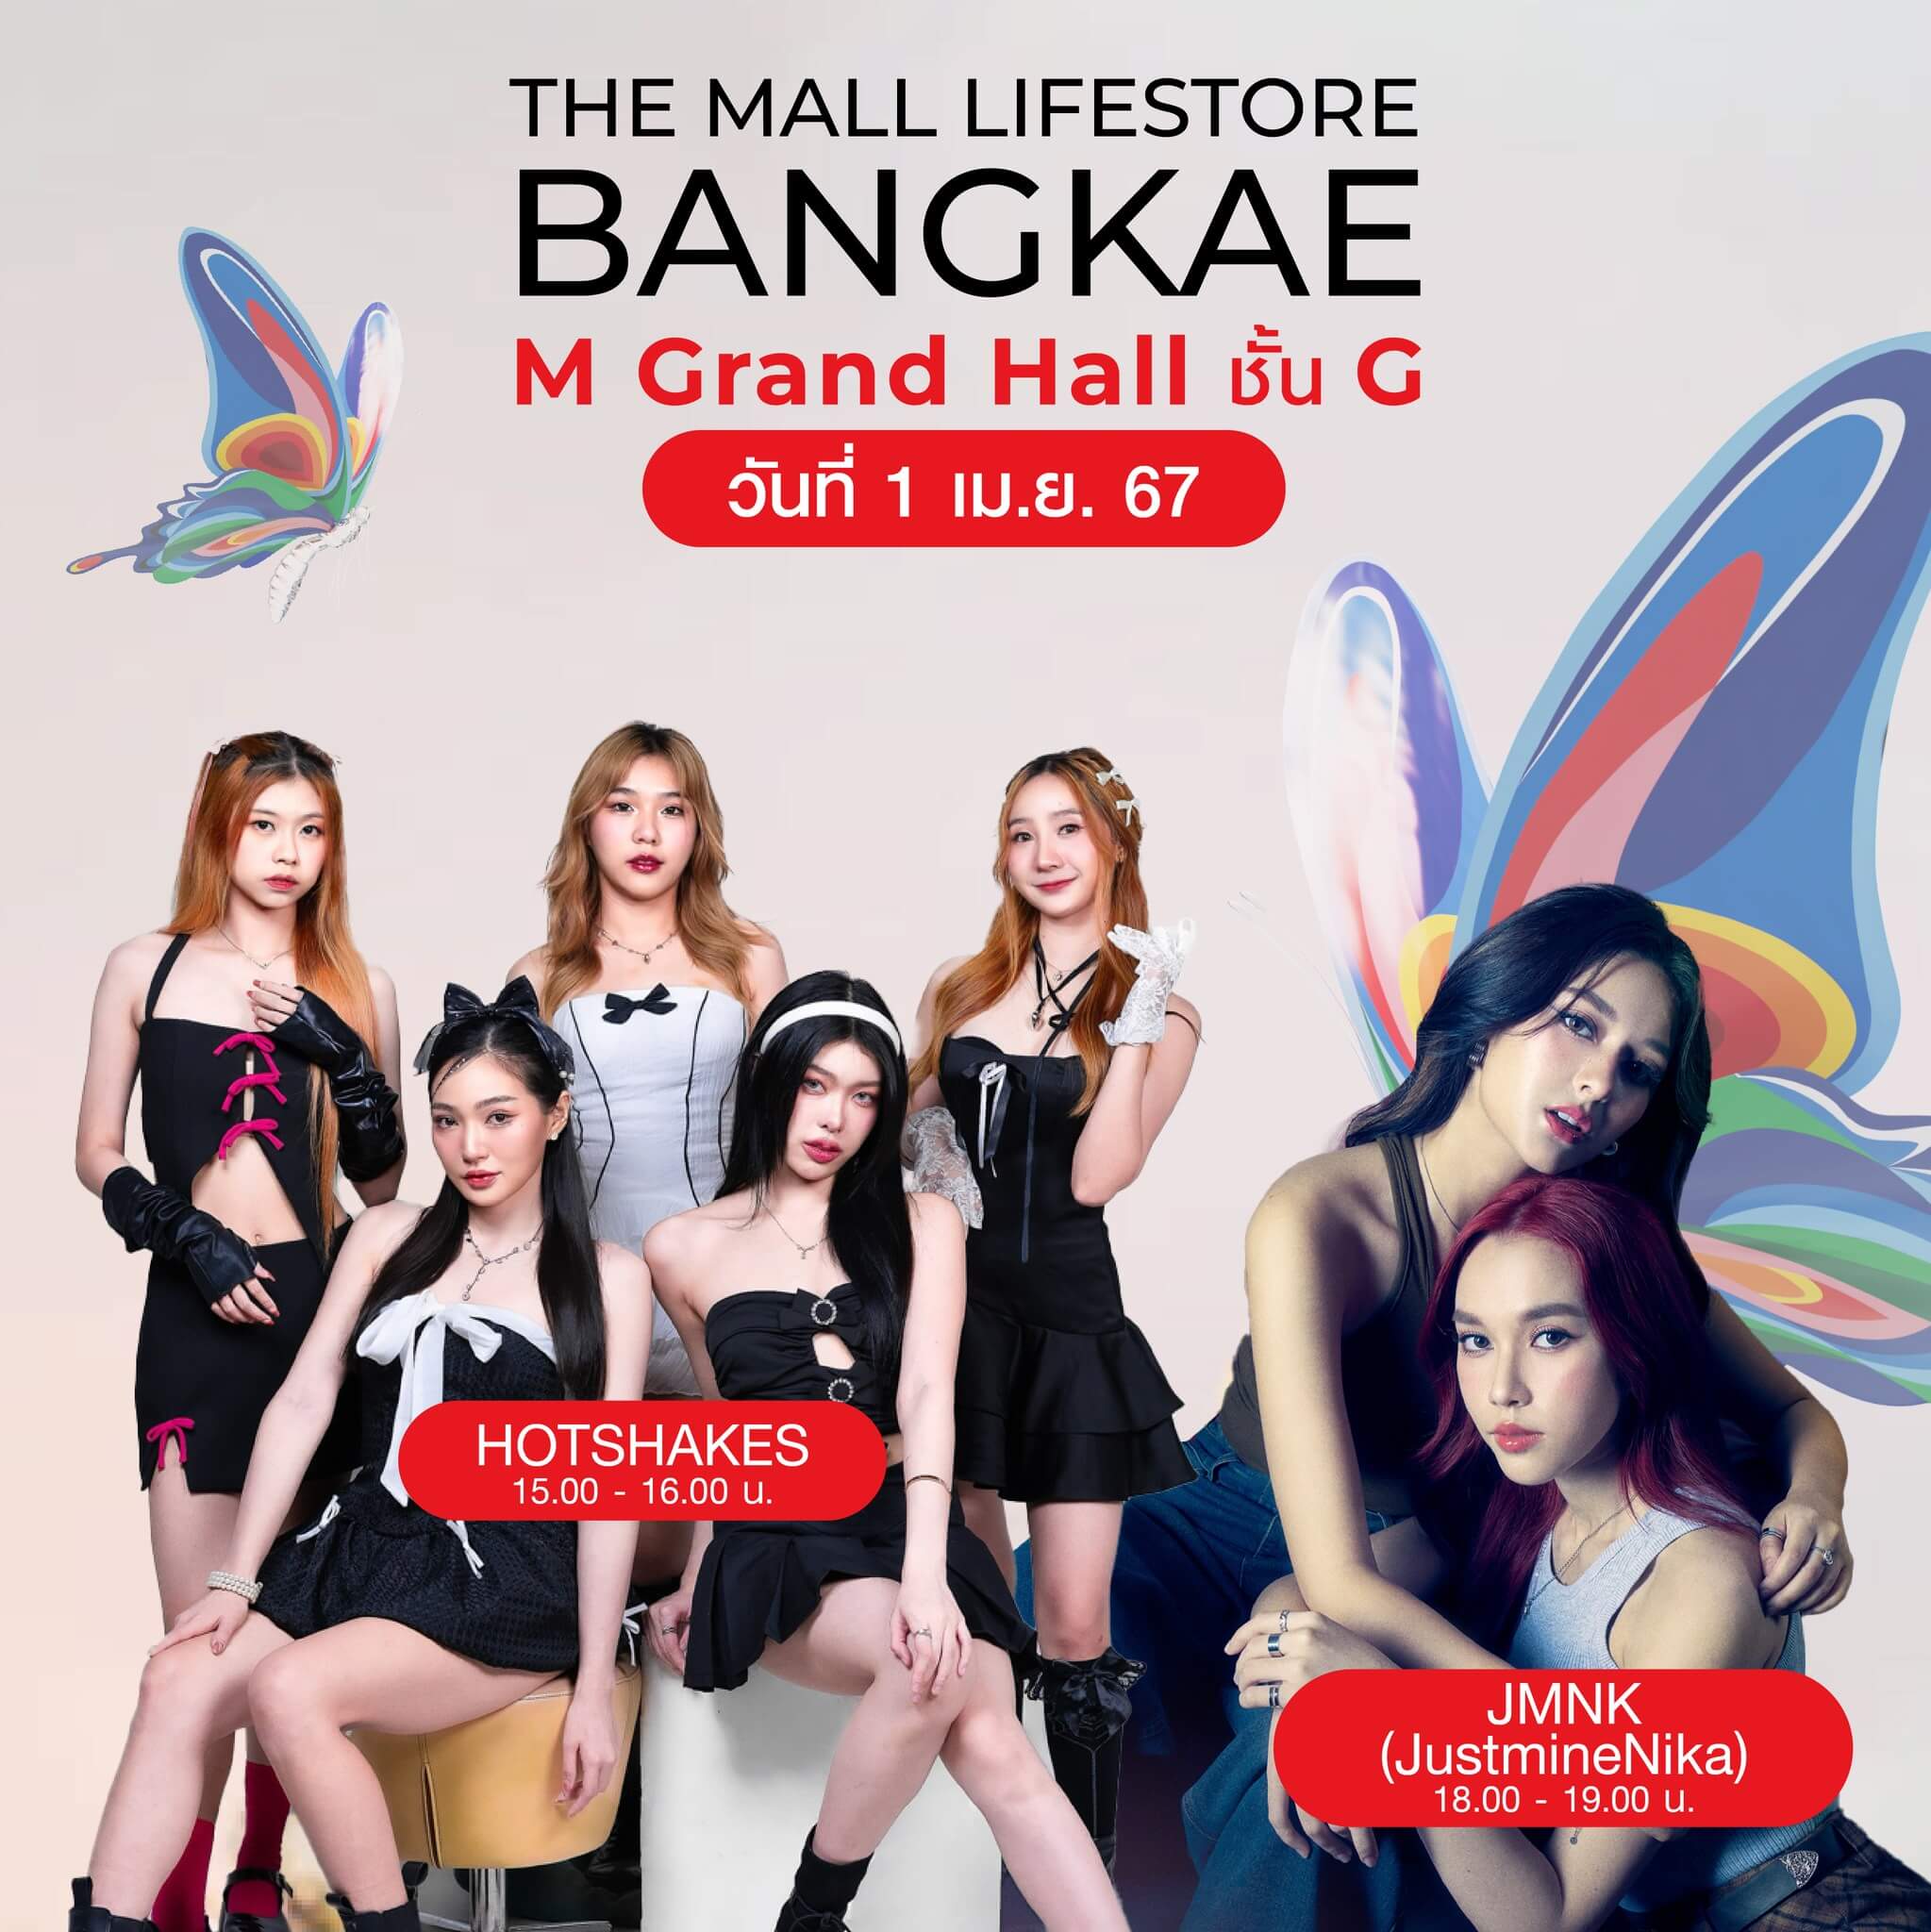 THE MALL LIFESTORE
BANGKAE
M Grand Hall ชั้น G
วันที่ 1 เม.ย. 67
HOTSHAKES
15.00 - 16.00 น.
JMNK
(JustmineNika)
18.00 - 19.00 น.